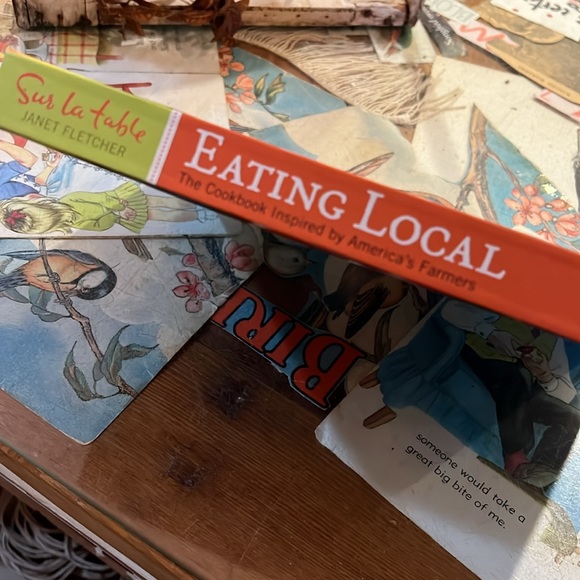 Sur la table
JANET FLETCHER
EATING LOCAL
The Cookbook Inspired by America's Farmers
BIR
someone would take a
great big bite of me.